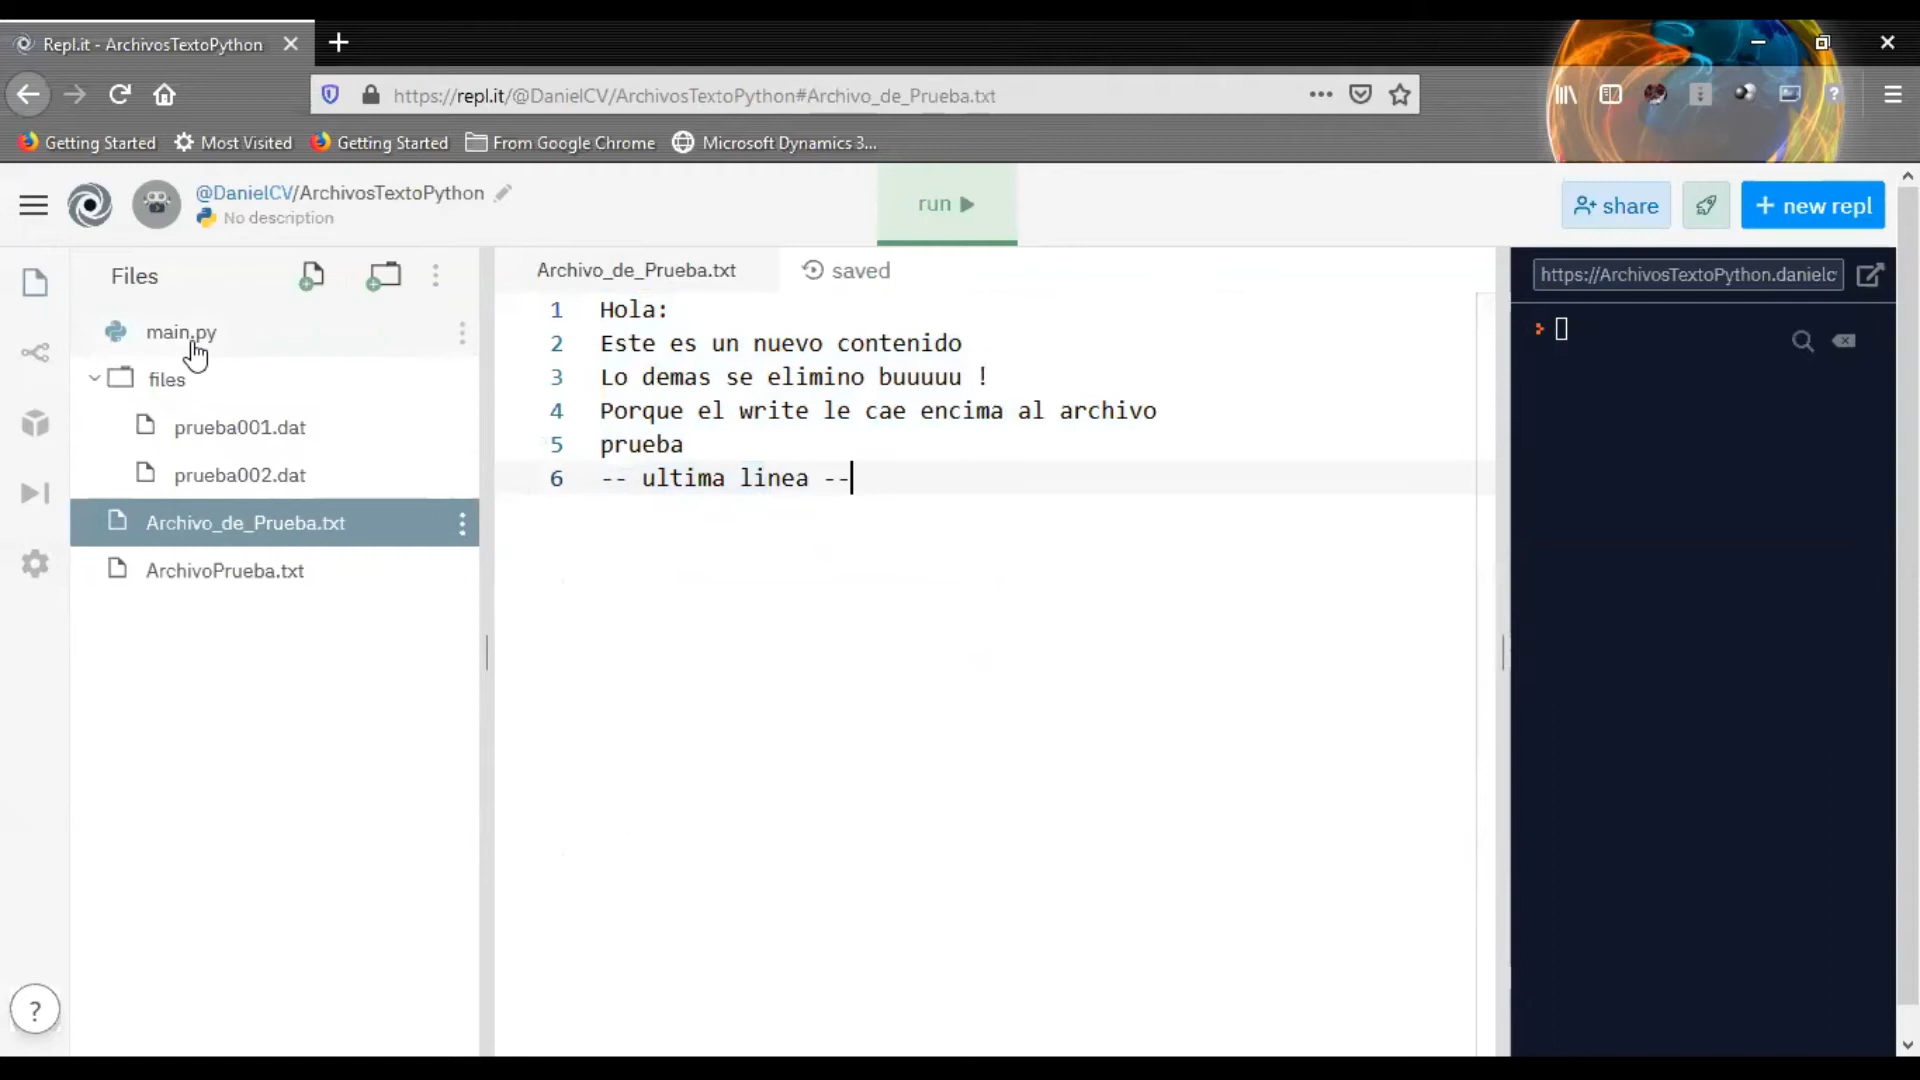 Repl.it - ArchivosTextoPython
https://repl.it/@DanielCV/ArchivosTextoPython#Archivo_de_Prueba.txt
Getting Started
Most Visited
Getting Started
From Google Chrome
Microsoft Dynamics 3...
@DanielCV/ArchivosTextoPython
No description
run
share
+ new repl
Files
main.py
files
prueba001.dat
prueba002.dat
Archivo_de_Prueba.txt
ArchivoPrueba.txt
?
Archivo_de_Prueba.txt
saved
1 Hola:
2 Este es un nuevo contenido
3 Lo demas se elimino buuuuu !
4 Porque el write le cae encima al archivo
5 prueba
6 -- ultima linea --
https://ArchivosTextoPython.danielc